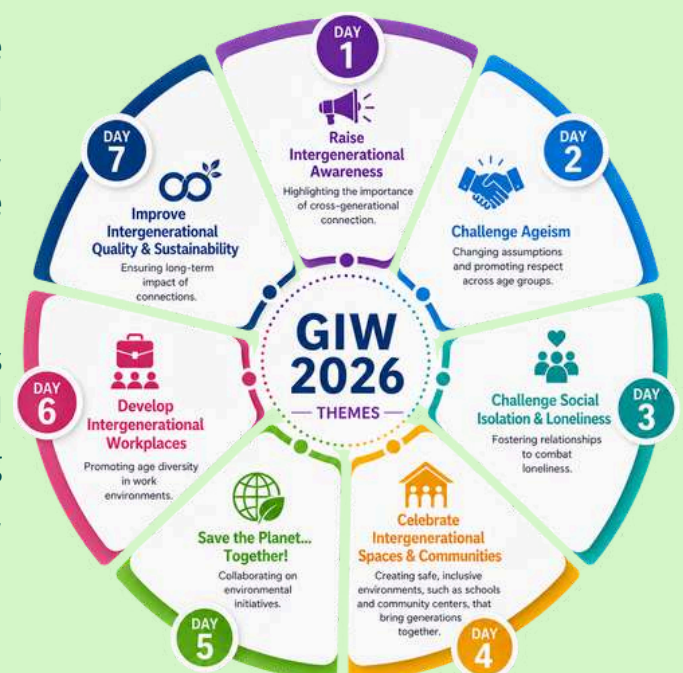 DAY
1
Raise
Intergenerational
Awareness
Highlighting the importance
of cross-generational
connection.
DAY
2
Challenge Ageism
Changing assumptions
and promoting respect
across age groups.
DAY
3
Challenge Social
Isolation & Loneliness
Fostering relationships
to combat
loneliness.
DAY
4
Celebrate
Intergenerational
Spaces & Communities
Creating safe, inclusive
environments, such as schools
and community centers, that
bring generations
together.
DAY
5
Save the Planet...
Together!
Collaborating on
environmental
initiatives.
DAY
6
Develop
Intergenerational
Workplaces
Promoting age diversity
in work
environments.
DAY
7
Improve
Intergenerational
Quality & Sustainability
Ensuring long-term
impact of
connections.
GIW
2026
THEMES